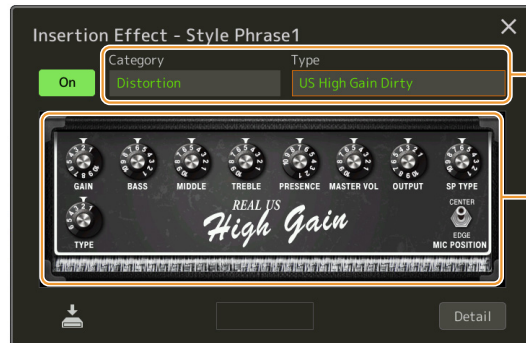 Insertion Effect - Style Phrase1
Category
Type
On
Distortion
US High Gain Dirty
GAIN
BASS
MIDDLE
TREBLE
PRESENCE
MASTER VOL
OUTPUT
SP TYPE
TYPE
REAL US
High Gain
CENTER
EDGE
MIC POSITION
Detail